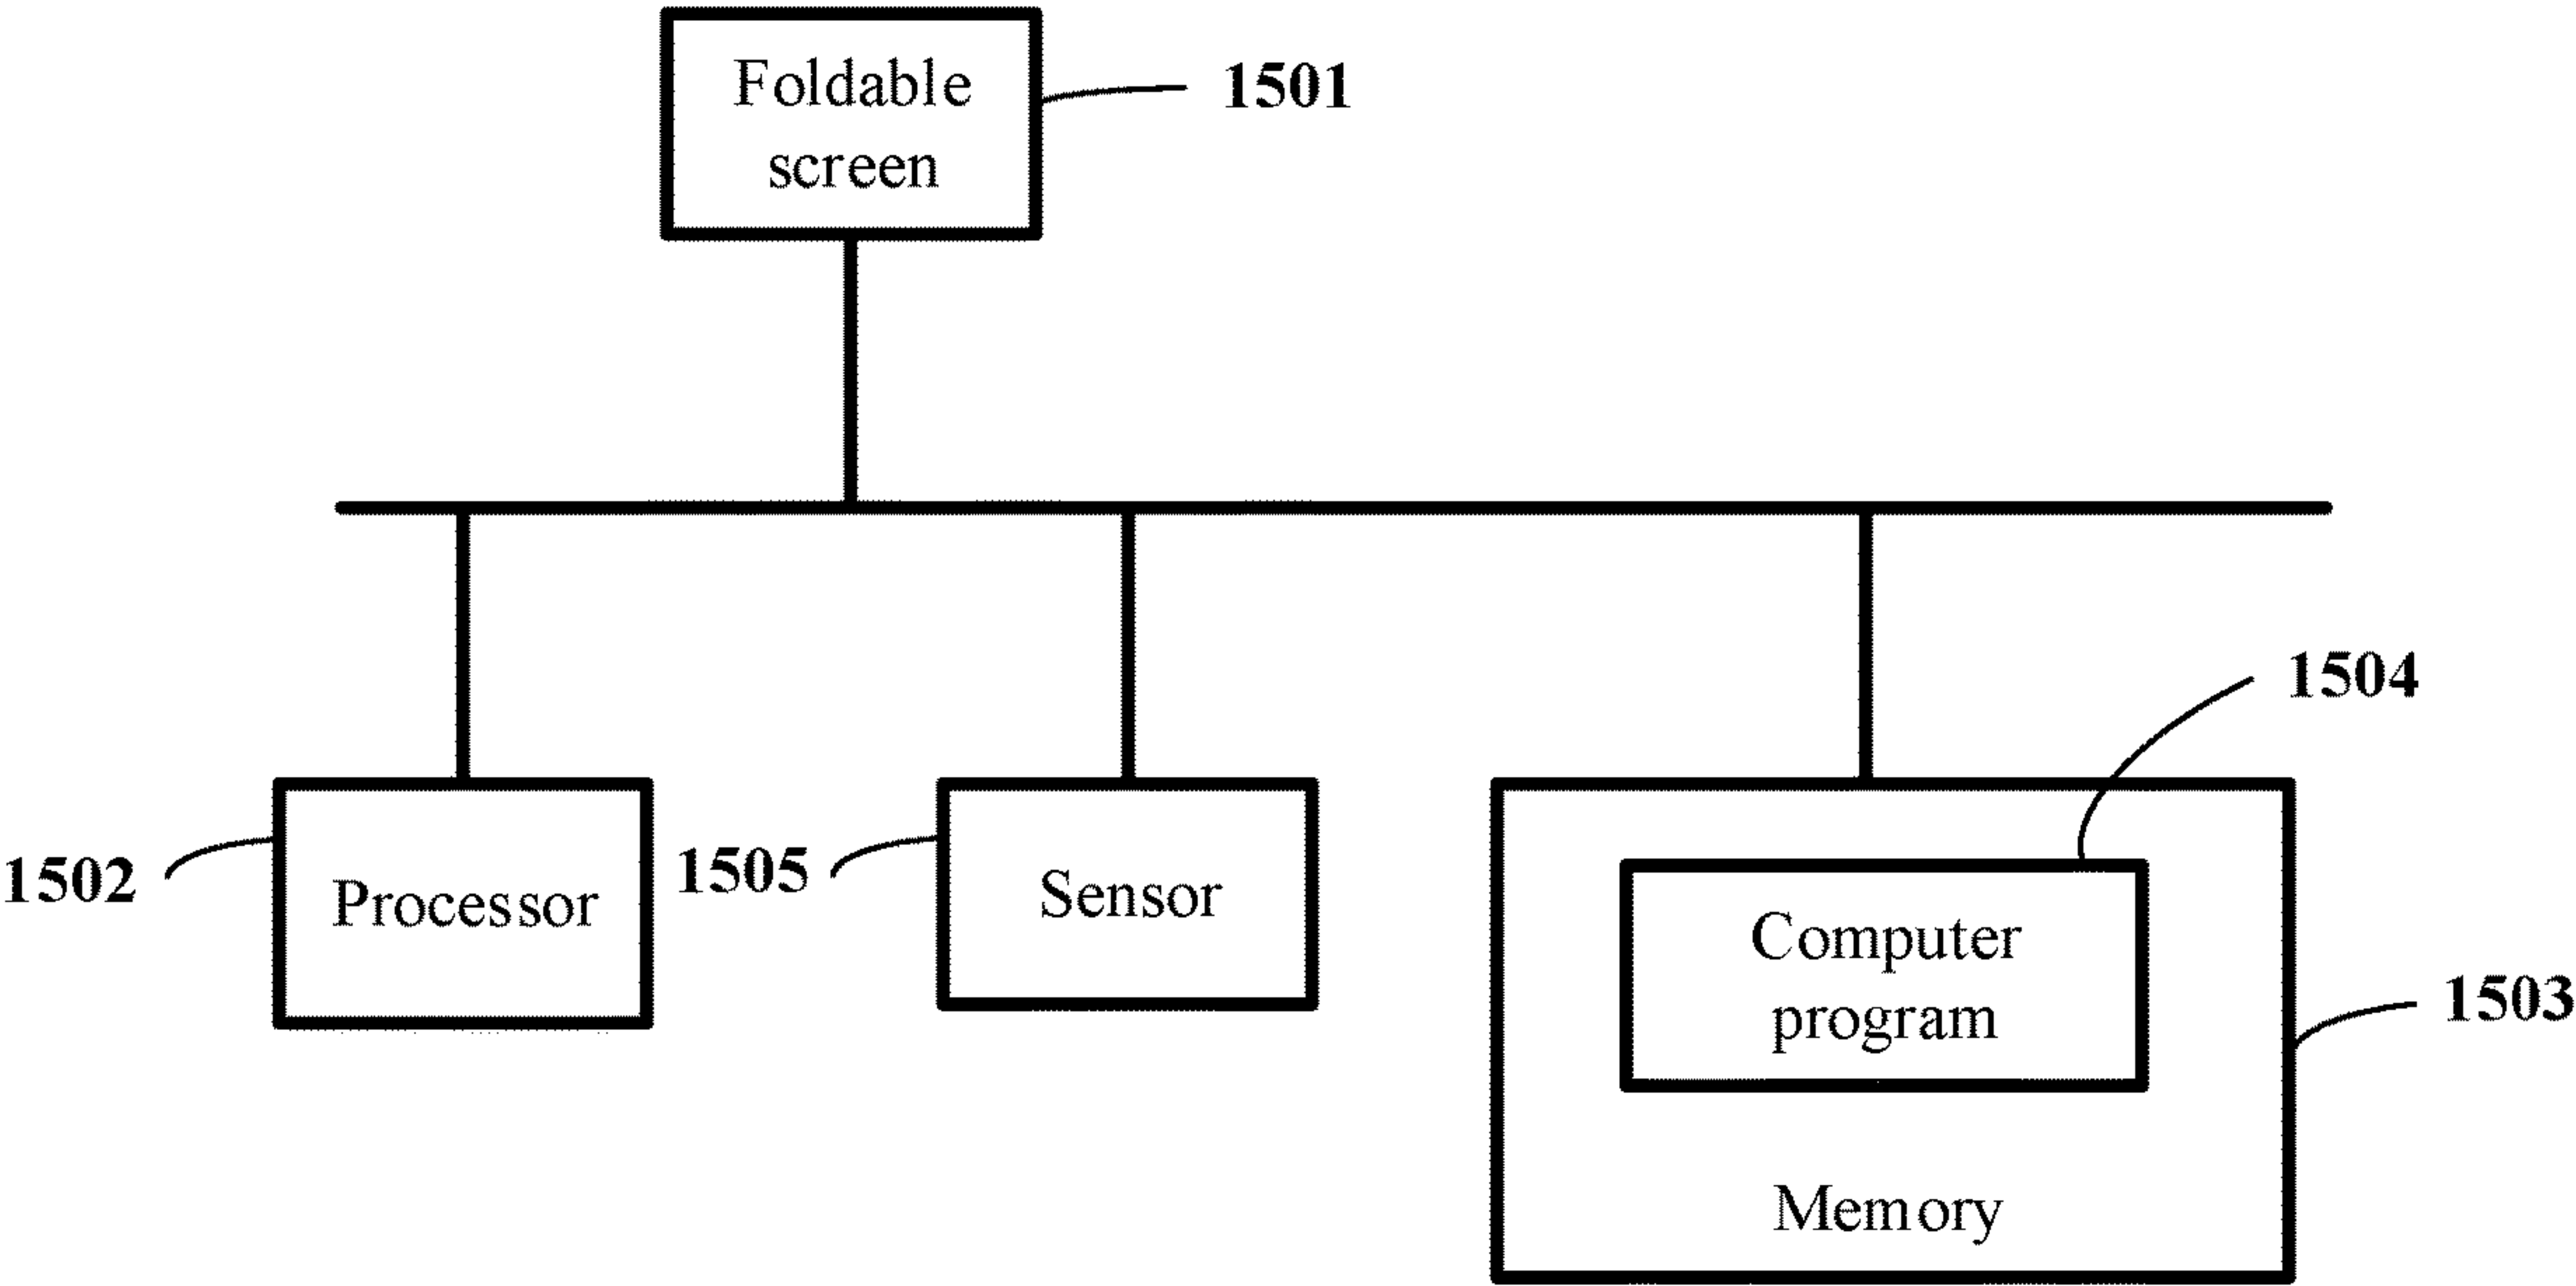 Foldable
screen
1501
1504
1502
Processor
1505
Sensor
Computer
program
1503
Memory